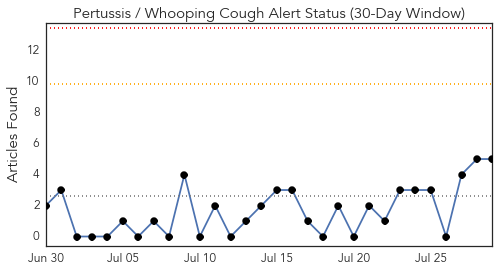 Pertussis / Whooping Cough Alert Status (30-Day Window)
Articles Found
12
10
8
6
4
2
0
Jun 30
Jul 05
Jul 10
Jul 15
Jul 20
Jul 25